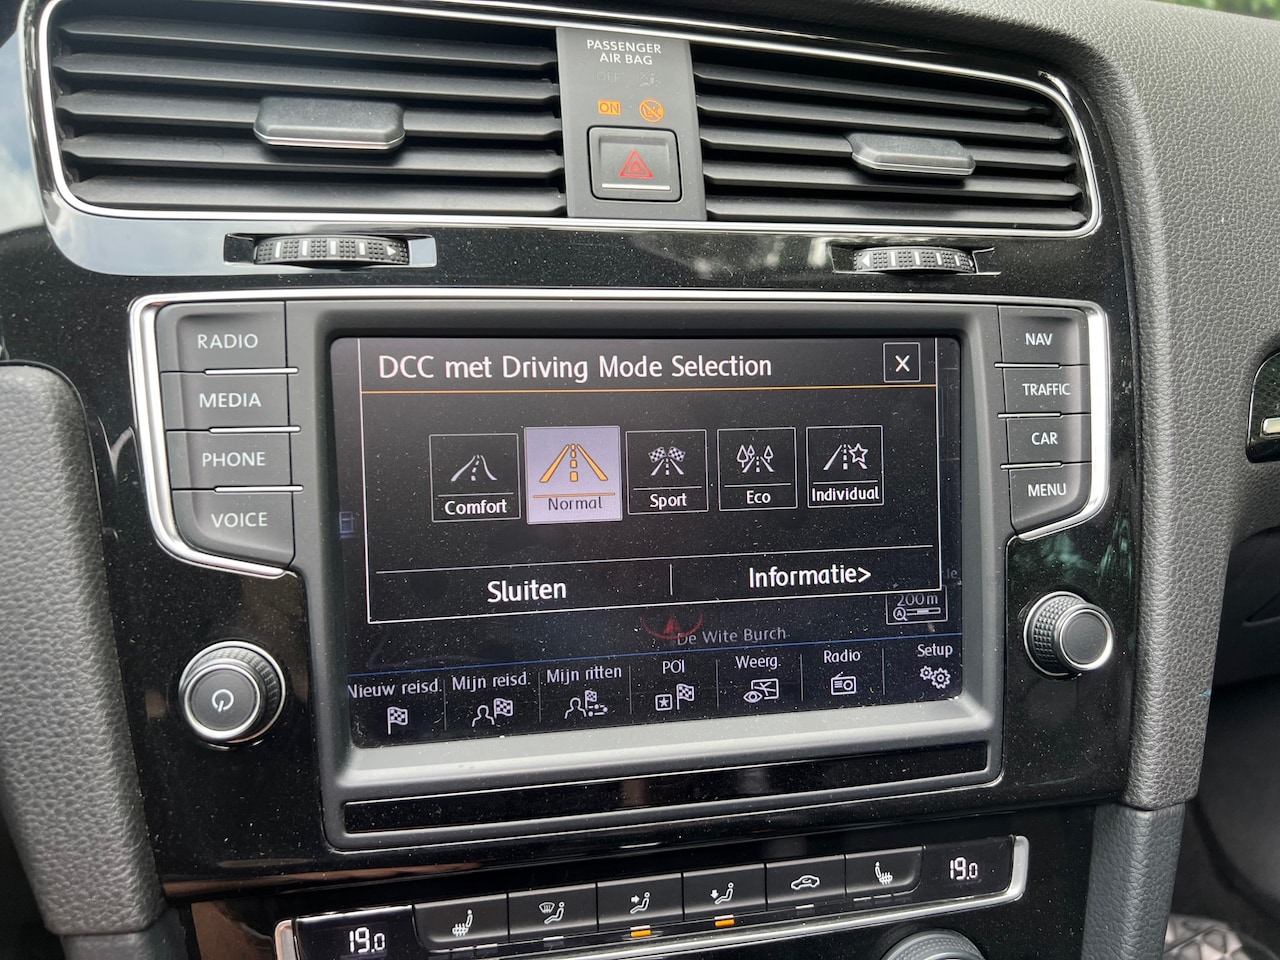 PASSENGER
AIR BAG
OFF
ON
RADIO
MEDIA
PHONE
VOICE
NAV
TRAFFIC
CAR
MENU
DCC met Driving Mode Selection
X
Comfort
Normal
Sport
Eco
Individual
Sluiten
Informatie>
200 m
A
De Wite Burch
Nieuw reisd.
Mijn reisd.
Mijn ritten
POI
Weerg.
Radio
Setup
19.0
19.0